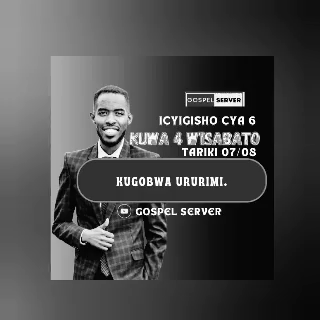 GOSPEL SERVER
ICYIGISHO CYA 6
KUWA 4 W'ISABATO
TARIKI 07/08
KUGOBWA URURIMI.
GOSPEL SERVER